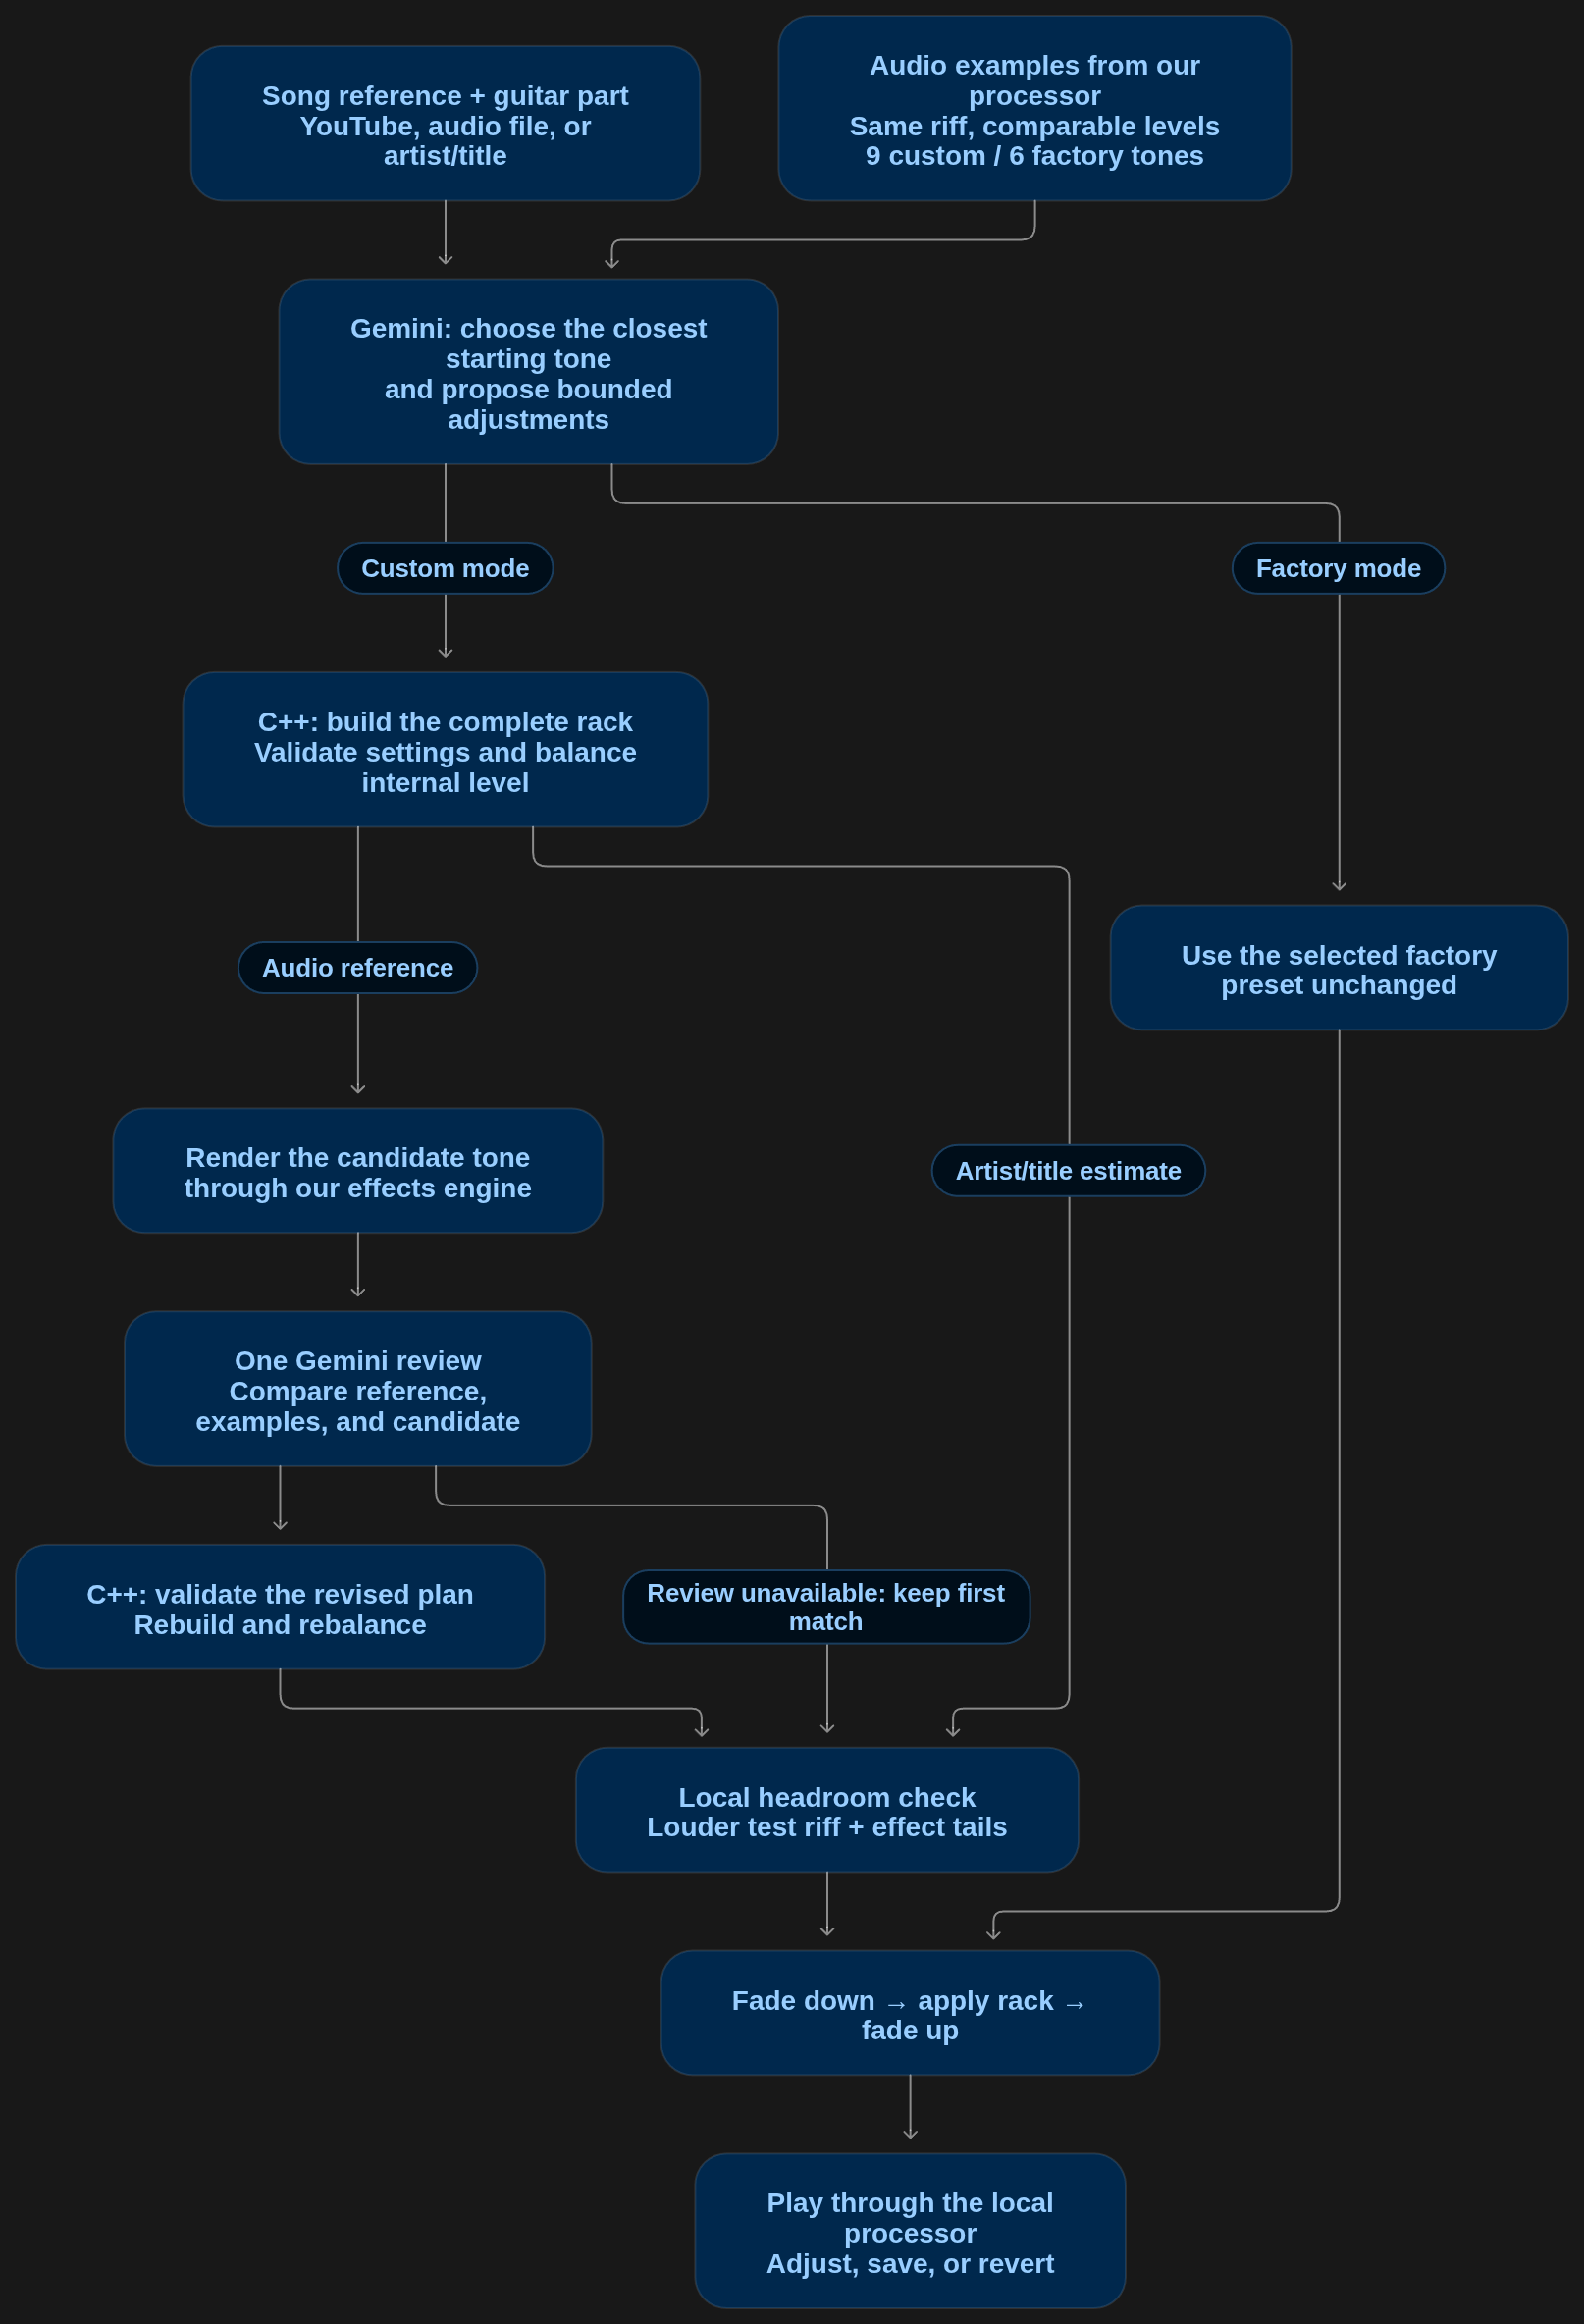 Song reference + guitar part
YouTube, audio file, or
artist/title
Audio examples from our
processor
Same riff, comparable levels
9 custom / 6 factory tones
Gemini: choose the closest
starting tone
and propose bounded
adjustments
Custom mode
Factory mode
C++: build the complete rack
Validate settings and balance
internal level
Audio reference
Use the selected factory
preset unchanged
Render the candidate tone
through our effects engine
Artist/title estimate
One Gemini review
Compare reference,
examples, and candidate
C++: validate the revised plan
Rebuild and rebalance
Review unavailable: keep first
match
Local headroom check
Louder test riff + effect tails
Fade down → apply rack →
fade up
Play through the local
processor
Adjust, save, or revert